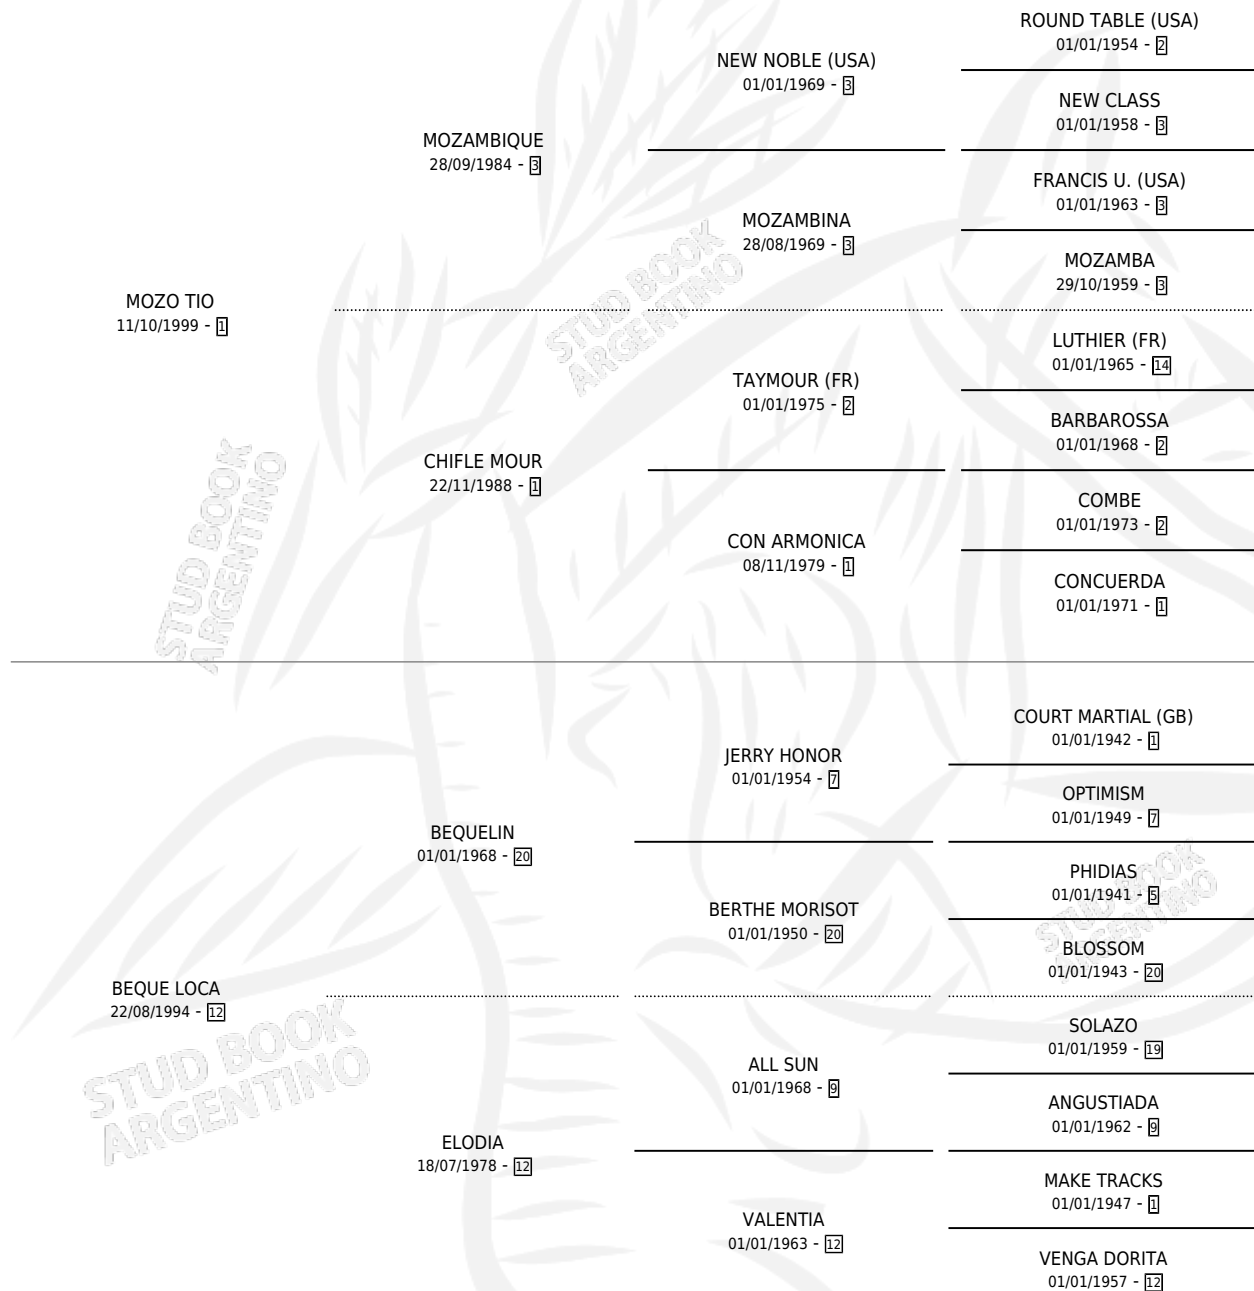 ROUND TABLE (USA)
01/01/1954 - 2
NEW NOBLE (USA)
01/01/1969 - 3
NEW CLASS
01/01/1958 - 3
MOZAMBIQUE
28/09/1984 - 3
FRANCIS U. (USA)
01/01/1963 - 3
MOZAMBINA
28/08/1969 - 3
MOZAMBA
29/10/1959 - 3
MOZO TIO
11/10/1999 - 1
LUTHIER (FR)
01/01/1965 - 14
TAYMOUR (FR)
01/01/1975 - 2
BARBAROSSA
01/01/1968 - 2
CHIFLE MOUR
22/11/1988 - 1
COMBE
01/01/1973 - 2
CON ARMONICA
08/11/1979 - 1
CONCUERDA
01/01/1971 - 1
COURT MARTIAL (GB)
01/01/1942 - 1
JERRY HONOR
01/01/1954 - 7
OPTIMISM
01/01/1949 - 7
BEQUELIN
01/01/1968 - 20
PHIDIAS
01/01/1941 - 5
BERTHE MORISOT
01/01/1950 - 20
BLOSSOM
01/01/1943 - 20
BEQUE LOCA
22/08/1994 - 12
SOLAZO
01/01/1959 - 19
ALL SUN
01/01/1968 - 9
ANGUSTIADA
01/01/1962 - 9
ELODIA
18/07/1978 - 12
MAKE TRACKS
01/01/1947 - 1
VALENTIA
01/01/1963 - 12
VENGA DORITA
01/01/1957 - 12
STUD BOOK
ARGENTINO
STUD BOOK
ARGENTINO
STUD BOOK
ARGENTINO
STUD BOOK
ARGENTINO